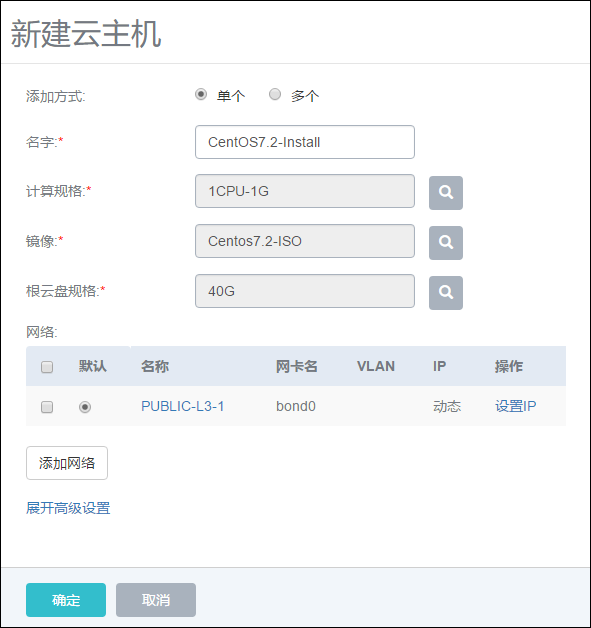 新建云主机
添加方式: 单个 多个
名字:* CentOS7.2-Install
计算规格:* 1CPU-1G
镜像:* Centos7.2-ISO
根云盘规格:* 40G
网络:
默认 名称 网卡名 VLAN IP 操作
PUBLIC-L3-1 bond0 动态 设置IP
添加网络
展开高级设置
确定 取消